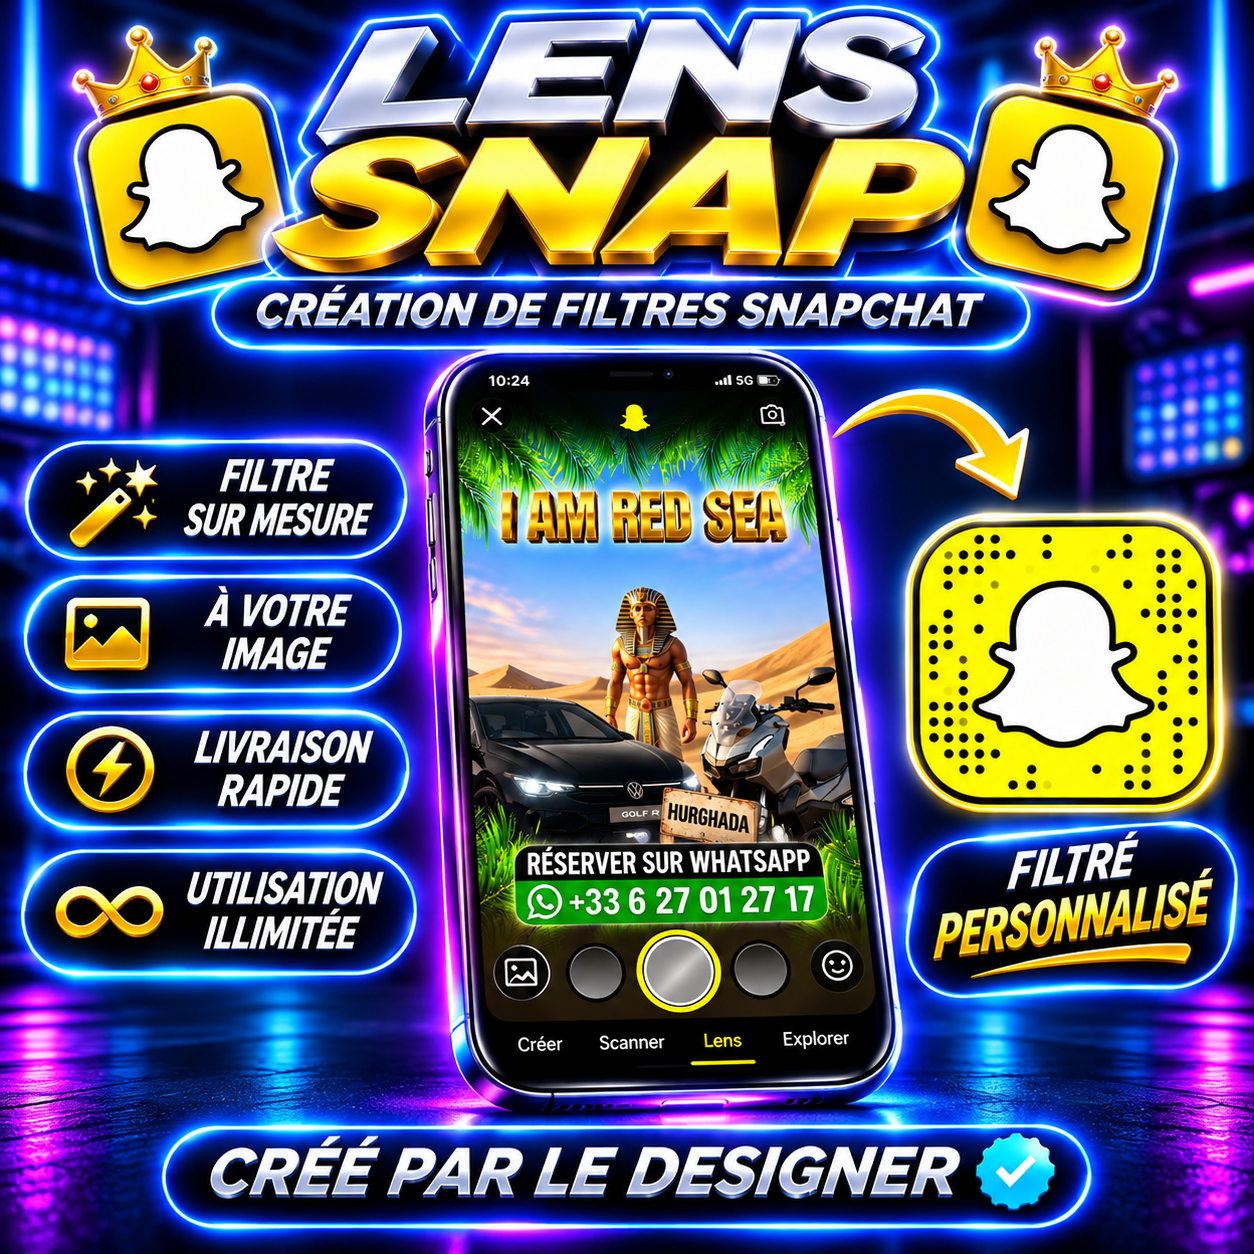 LENS
SNAP
CRÉATION DE FILTRES SNAPCHAT
10:24
5G
I AM RED SEA
FILTRE
SUR MESURE
À VOTRE
IMAGE
LIVRAISON
RAPIDE
UTILISATION
ILLIMITÉE
GOLF R
HURGHADA
RÉSERVER SUR WHATSAPP
+33 6 27 01 27 17
Créer
Scanner
Lens
Explorer
FILTRÉ
PERSONNALISÉ
CRÉÉ PAR LE DESIGNER